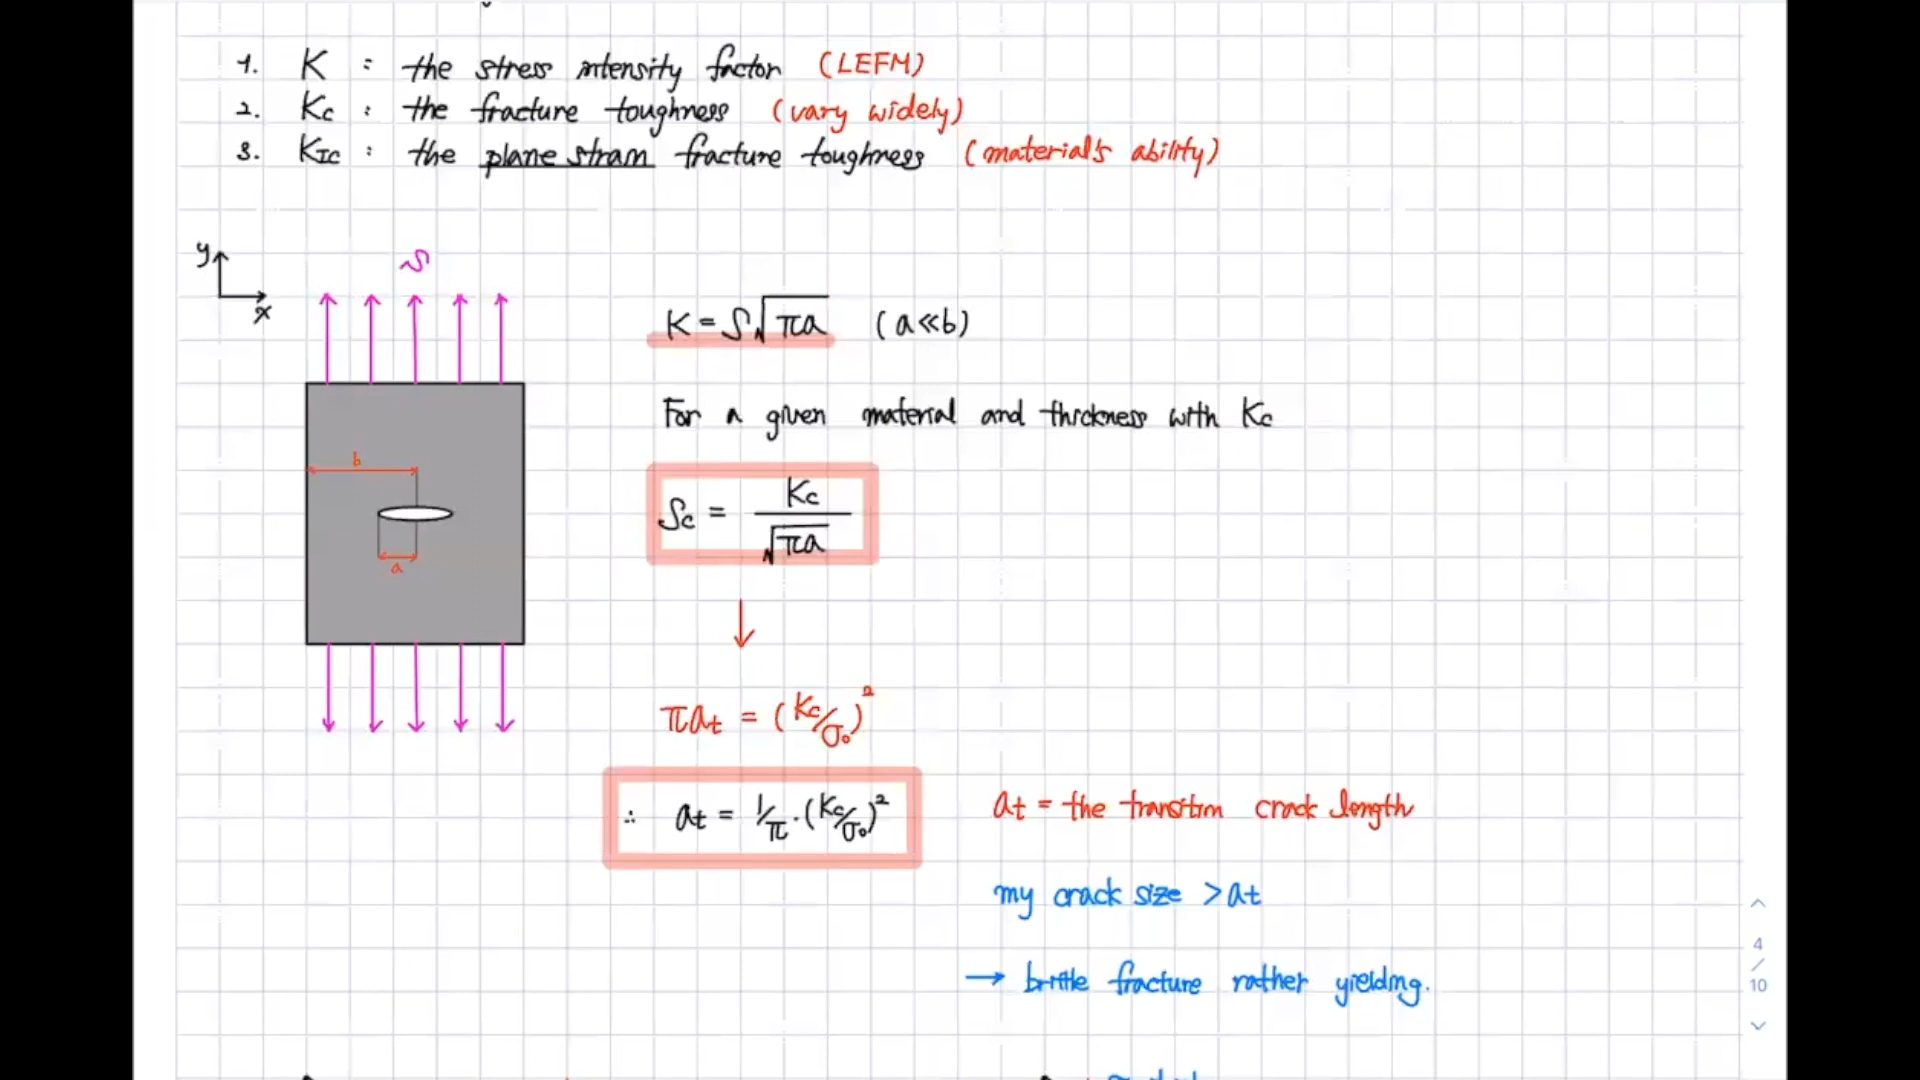 1. K : the stress intensity factor (LEFM)
2. Kc : the fracture toughness (vary widely)
3. KIc : the plane strain fracture toughness (material's ability)
y
x
S
b
a
K = S√πa (a≪b)
For a given material and thickness with Kc
Sc = Kc / √πa
↓
πat = (Kc/σ₀)²
∴ at = 1/π · (Kc/σ₀)²
at = the transition crack length
my crack size > at
→ brittle fracture rather yielding.
4
/
10